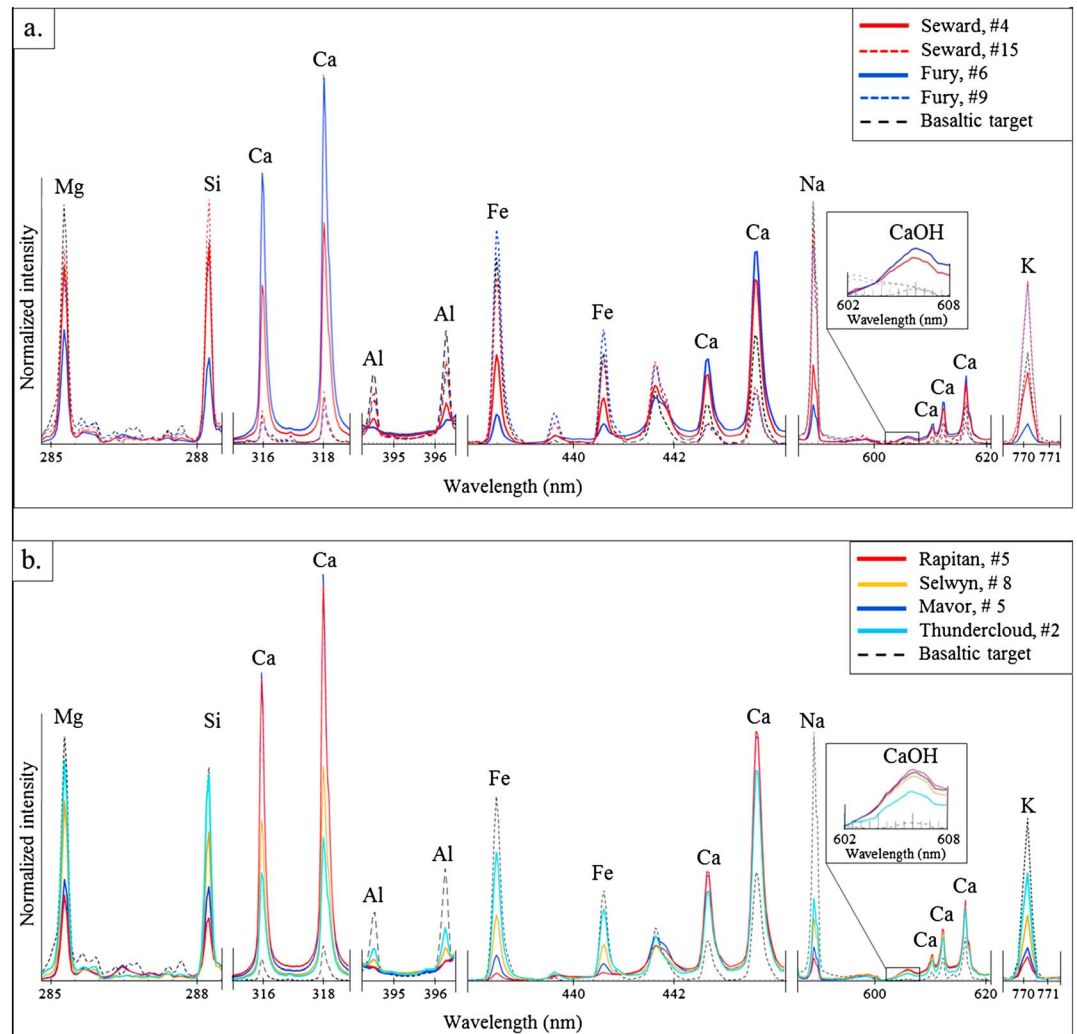 a.
Seward, #4
Seward, #15
Fury, #6
Fury, #9
Basaltic target
Ca
Ca
Mg
Si
Al
Al
Fe
Fe
Ca
Ca
Na
CaOH
602
608
Wavelength (nm)
Ca
Ca
Ca
K
Normalized intensity
285
288
316
318
395
396
440
442
600
620
770
771
Wavelength (nm)
b.
Rapitan, #5
Selwyn, # 8
Mavor, # 5
Thundercloud, #2
Basaltic target
Ca
Ca
Mg
Si
Al
Al
Fe
Fe
Ca
Ca
Na
CaOH
602
608
Wavelength (nm)
Ca
Ca
Ca
K
Normalized intensity
285
288
316
318
395
396
440
442
600
620
770
771
Wavelength (nm)